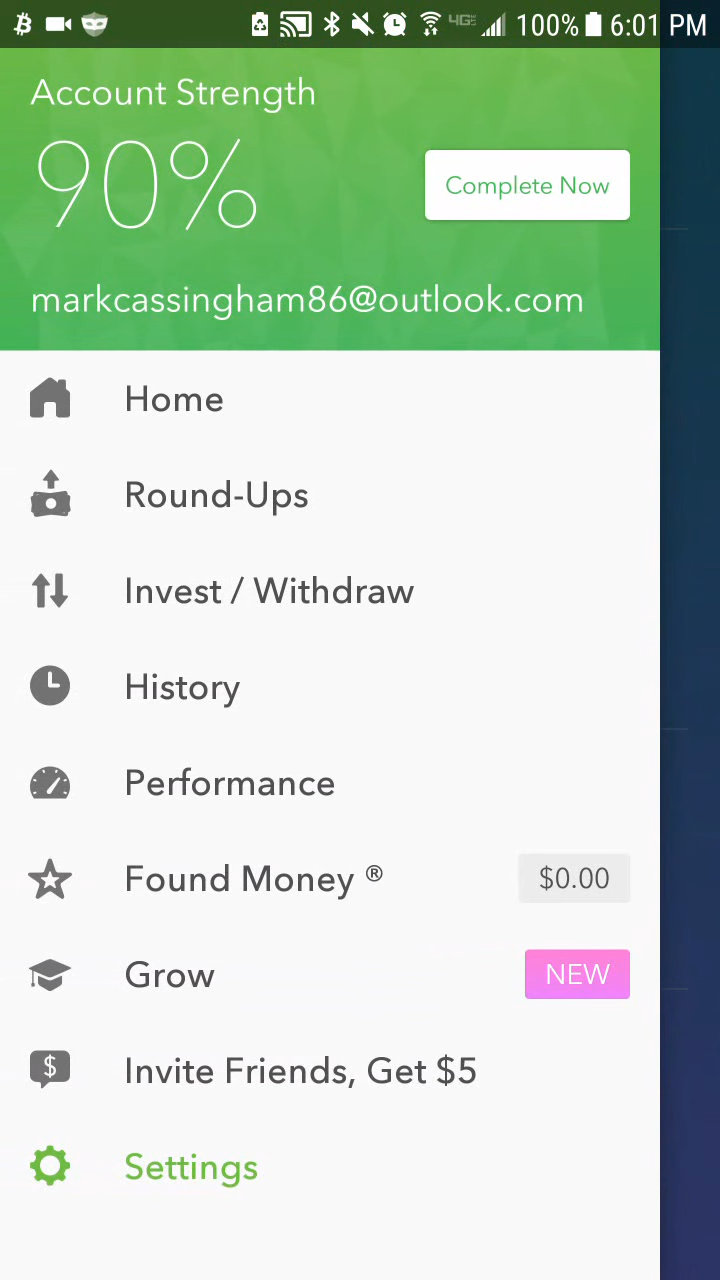 4G 100% 6:01 PM
Account Strength
90%
Complete Now
markcassingham86@outlook.com
Home
Round-Ups
Invest / Withdraw
History
Performance
Found Money ® $0.00
Grow NEW
$ Invite Friends, Get $5
Settings